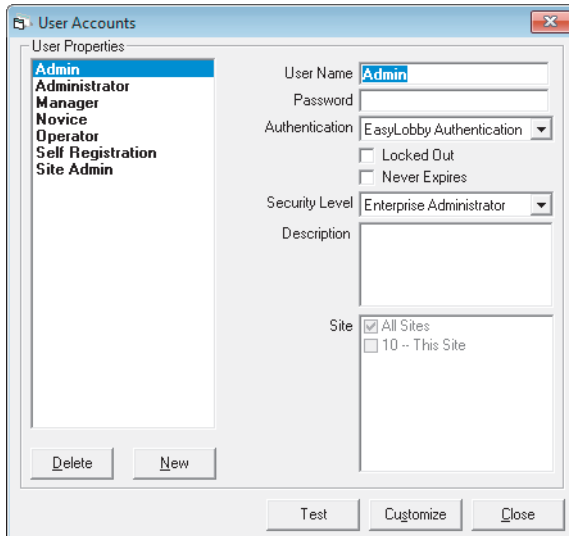 User Accounts
User Properties
Admin
Administrator
Manager
Novice
Operator
Self Registration
Site Admin
User Name Admin
Password
Authentication EasyLobby Authentication
Locked Out
Never Expires
Security Level Enterprise Administrator
Description
Site All Sites
10 -- This Site
Delete New
Test Customize Close